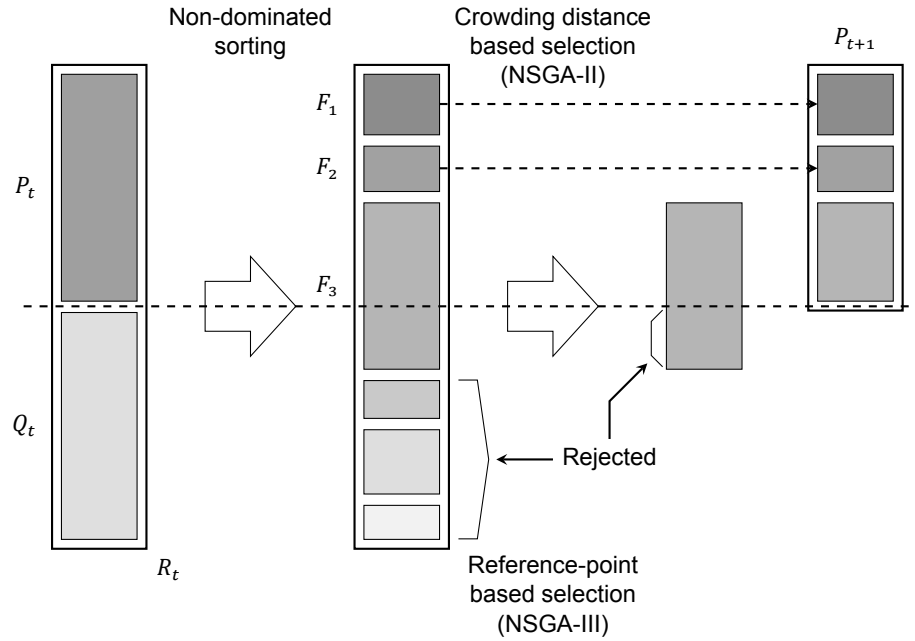 Non-dominated
sorting
Crowding distance
based selection
(NSGA-II)
P_{t+1}
F_1
F_2
P_t
F_3
Q_t
Rejected
R_t
Reference-point
based selection
(NSGA-III)